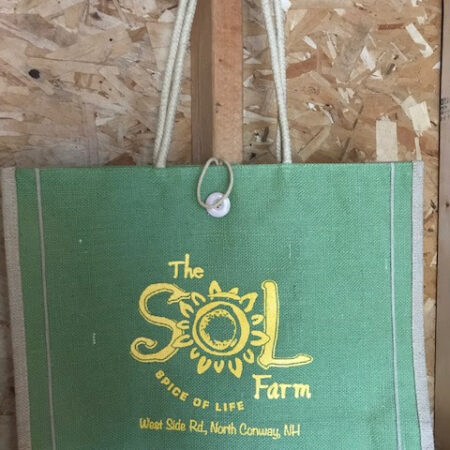 The
SOL
Farm
SPICE OF LIFE
West Side Rd., North Conway, NH